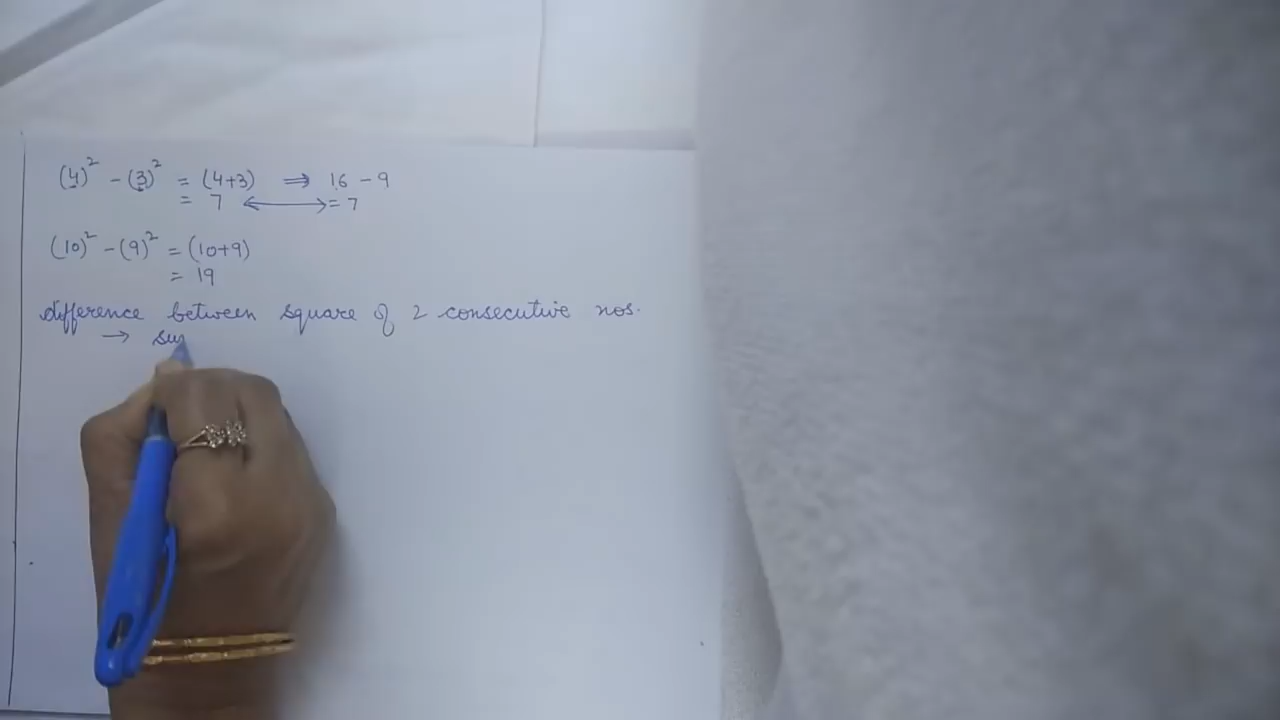 (4)² - (3)² = (4+3) ⇒ 16 - 9
= 7 ⟷ = 7
(10)² - (9)² = (10+9)
= 19
difference between square of 2 consecutive nos.
→ su